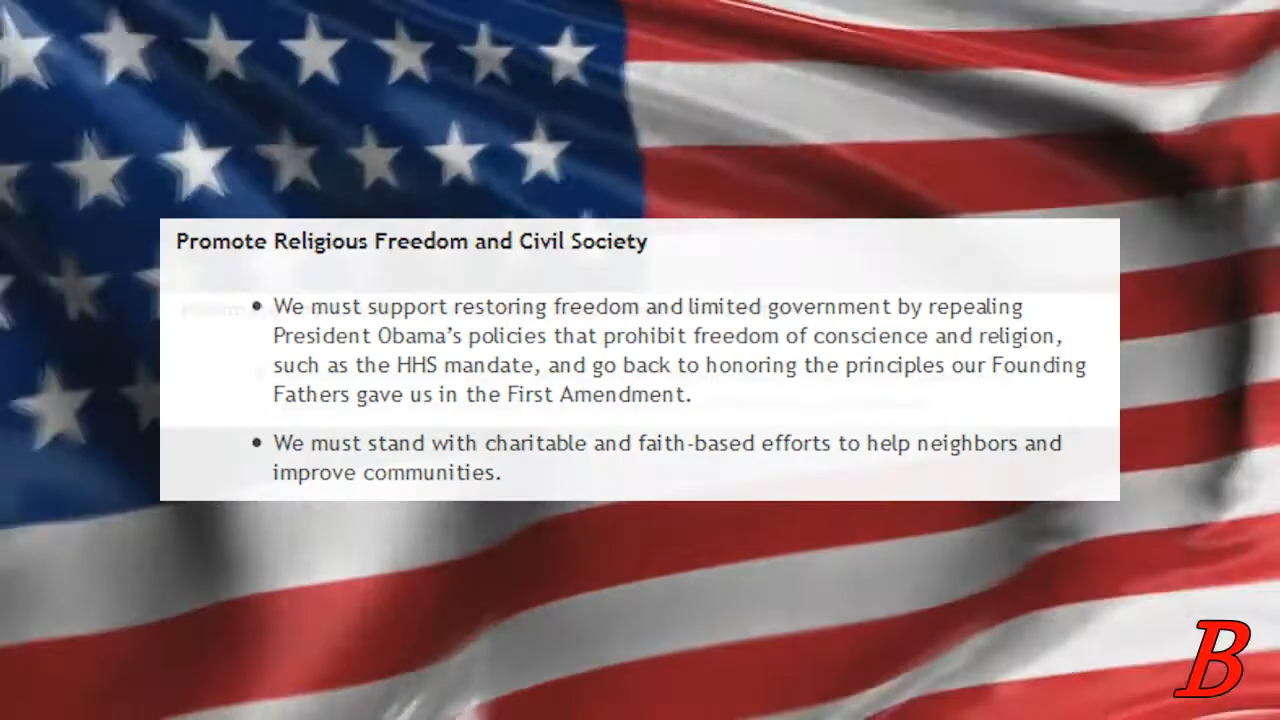 Promote Religious Freedom and Civil Society
• We must support restoring freedom and limited government by repealing
President Obama’s policies that prohibit freedom of conscience and religion,
such as the HHS mandate, and go back to honoring the principles our Founding
Fathers gave us in the First Amendment.
• We must stand with charitable and faith-based efforts to help neighbors and
improve communities.
B